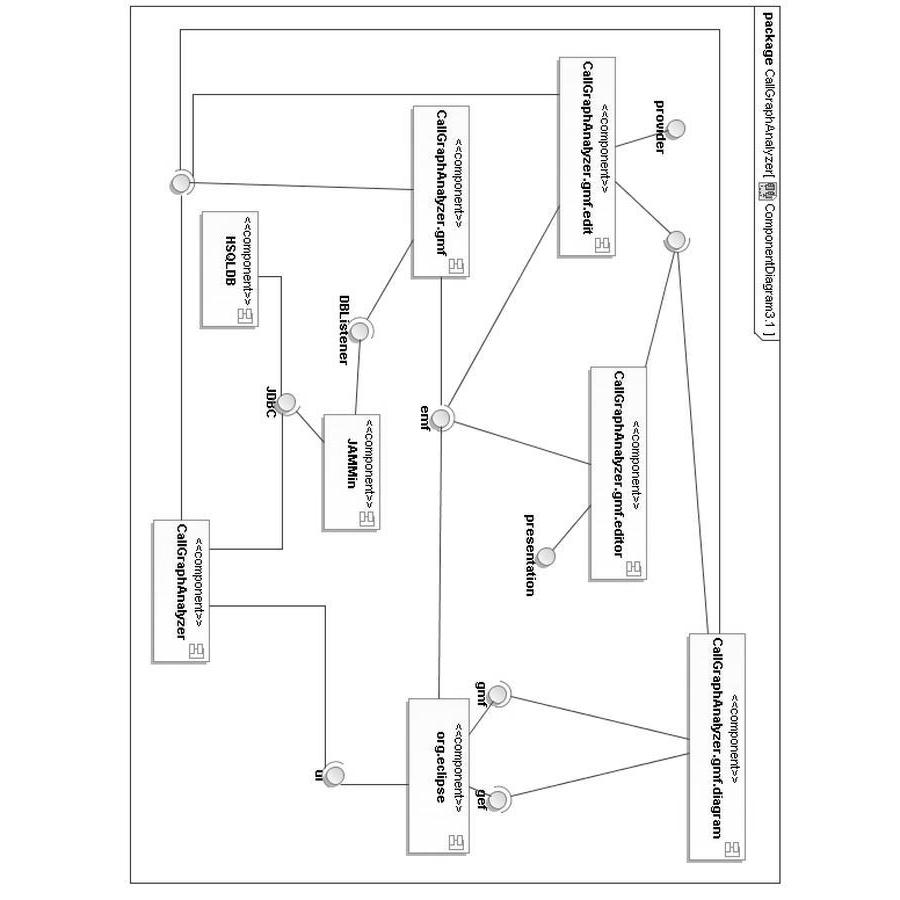 package CallGraphAnalyzer[ ComponentDiagram3.1 ]
<<component>>
CallGraphAnalyzer.gmf.diagram
provider
<<component>>
CallGraphAnalyzer.gmf.edit
<<component>>
CallGraphAnalyzer.gmf.editor
presentation
<<component>>
CallGraphAnalyzer.gmf
emf
gmf
gef
<<component>>
org.eclipse
DBListener
<<component>>
JAMMin
ui
JDBC
<<component>>
HSQLDB
<<component>>
CallGraphAnalyzer